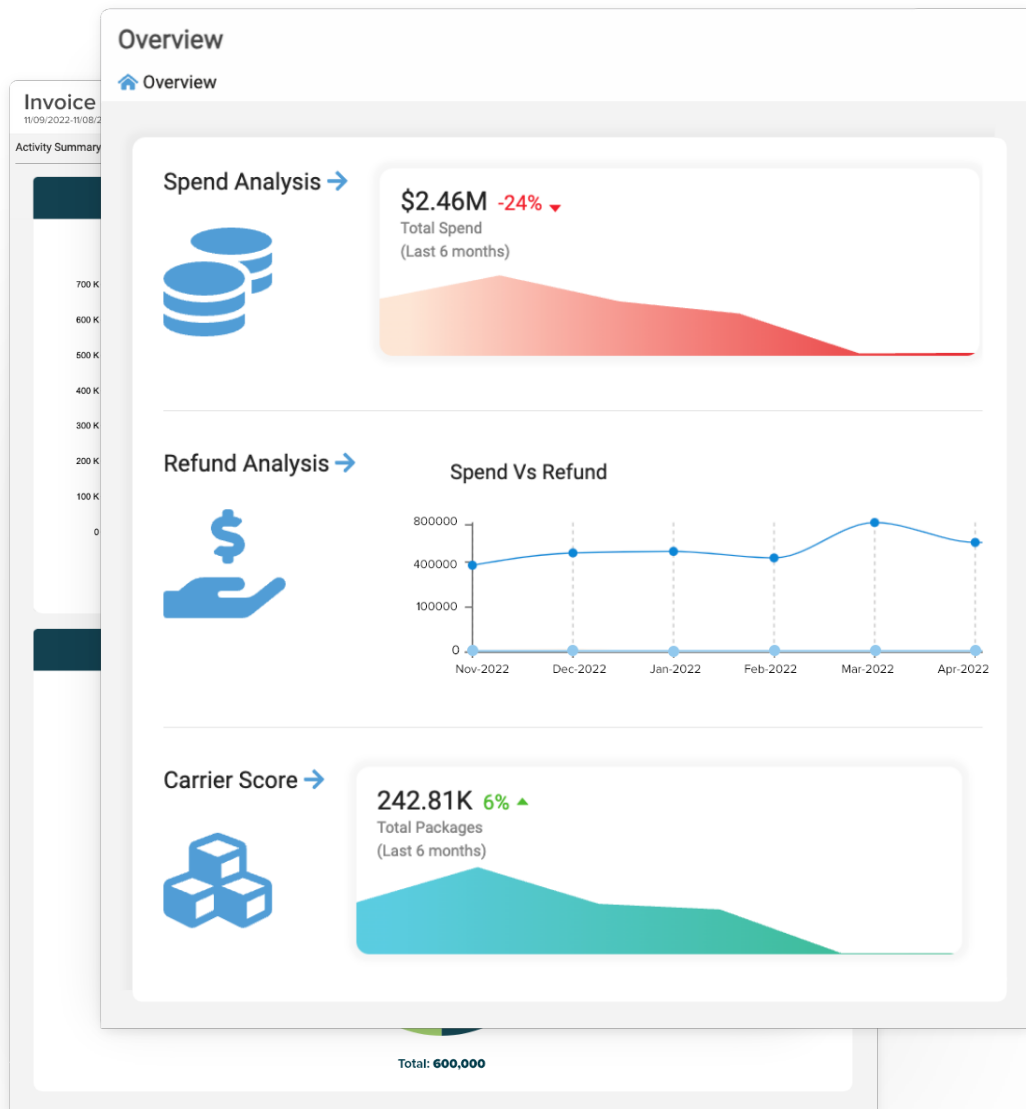 Overview
Overview
Invoice
11/09/2022-11/08/2
Activity Summary
700 K
600 K
500 K
400 K
300 K
200 K
100 K
0
Spend Analysis
$2.46M -24%
Total Spend
(Last 6 months)
Refund Analysis
Spend Vs Refund
800000
400000
100000
0
Nov-2022 Dec-2022 Jan-2022 Feb-2022 Mar-2022 Apr-2022
Carrier Score
242.81K 6%
Total Packages
(Last 6 months)
Total: 600,000